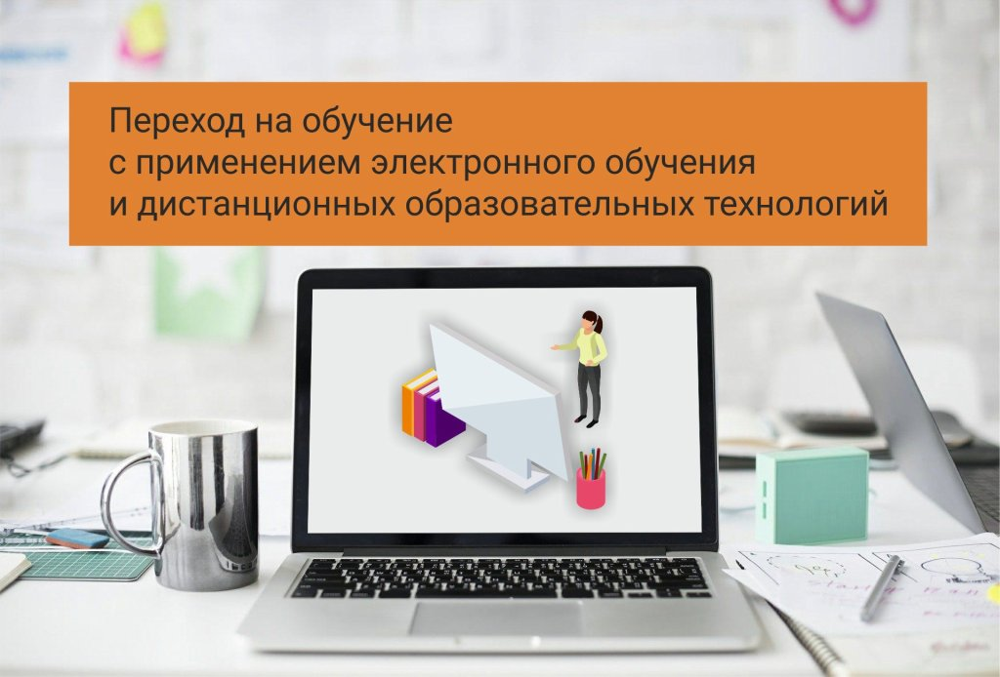 Переход на обучение
с применением электронного обучения
и дистанционных образовательных технологий